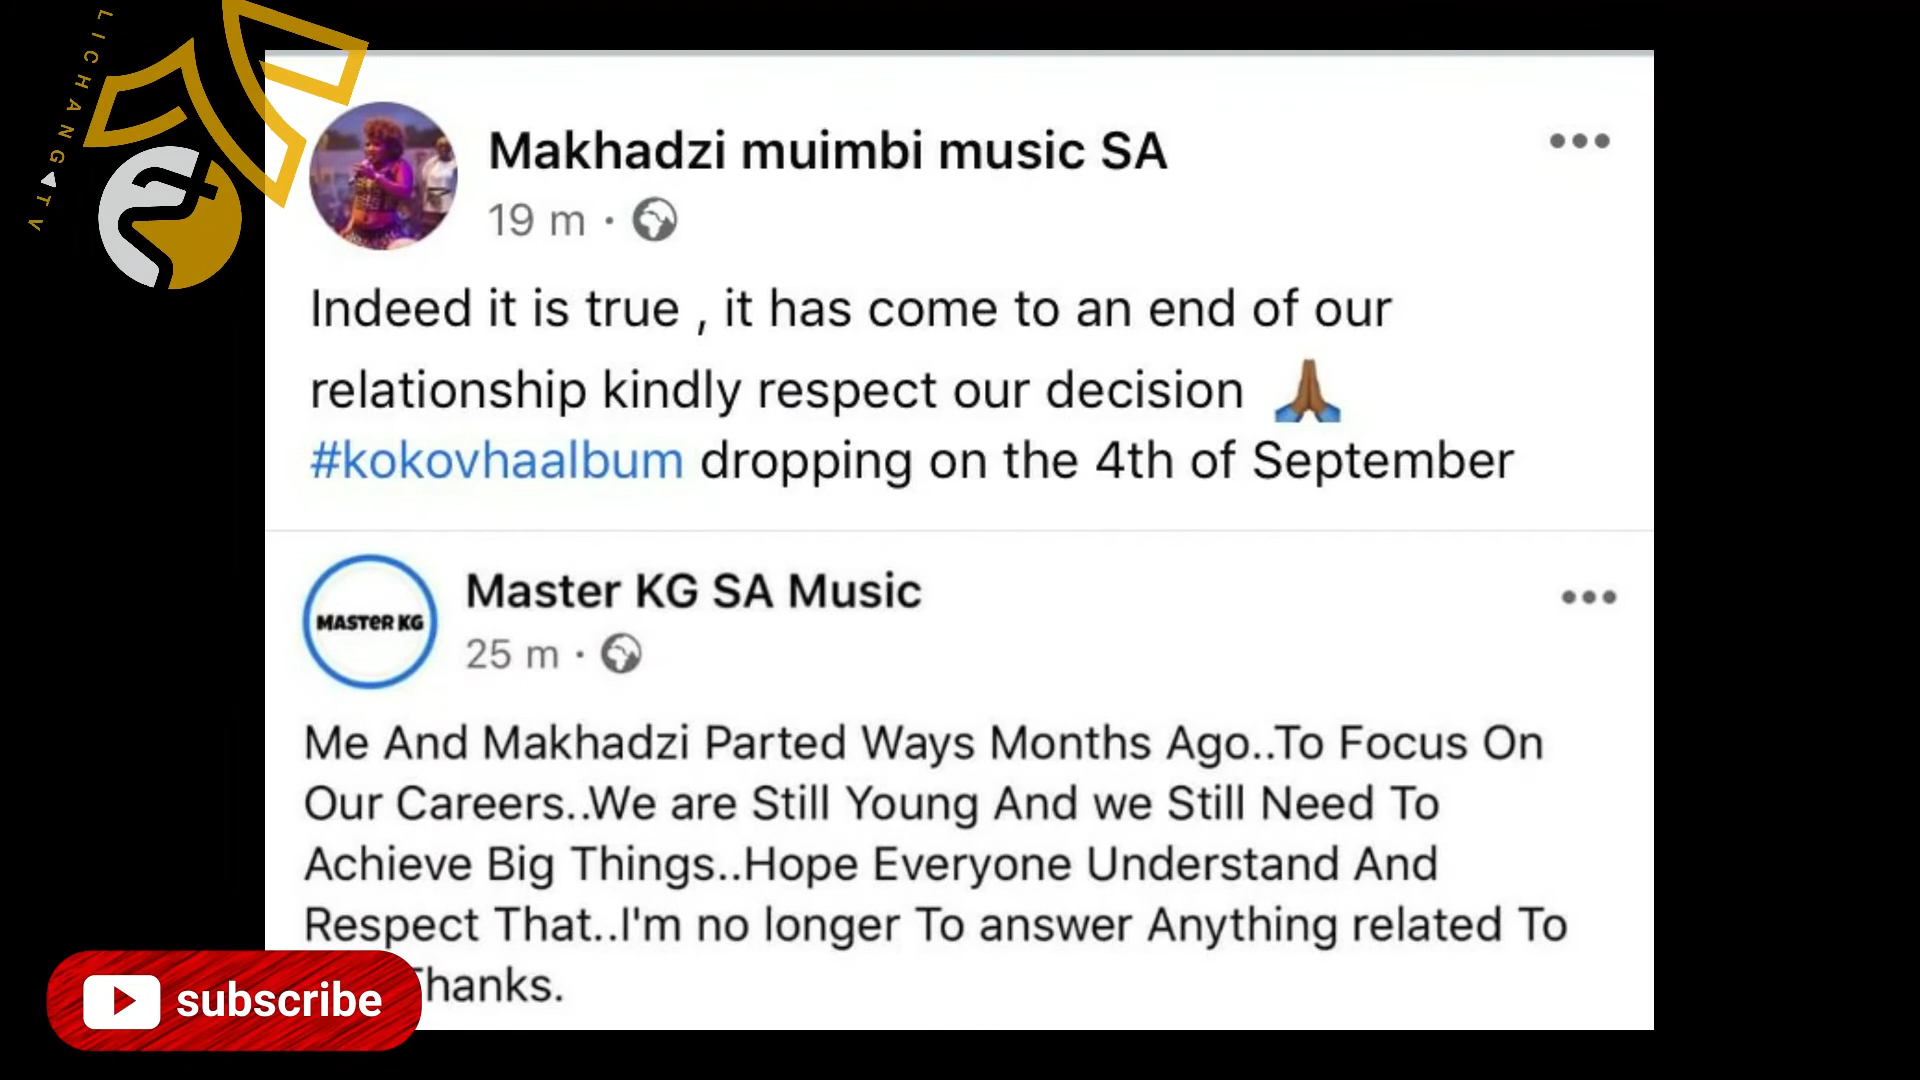 LICHANG TV
Makhadzi muimbi music SA
19 m ·
Indeed it is true , it has come to an end of our
relationship kindly respect our decision 🙏🏾
#kokovhaalbum dropping on the 4th of September
MASTER KG
Master KG SA Music
25 m ·
Me And Makhadzi Parted Ways Months Ago..To Focus On
Our Careers..We are Still Young And we Still Need To
Achieve Big Things..Hope Everyone Understand And
Respect That..I'm no longer To answer Anything related To
Thanks.
subscribe